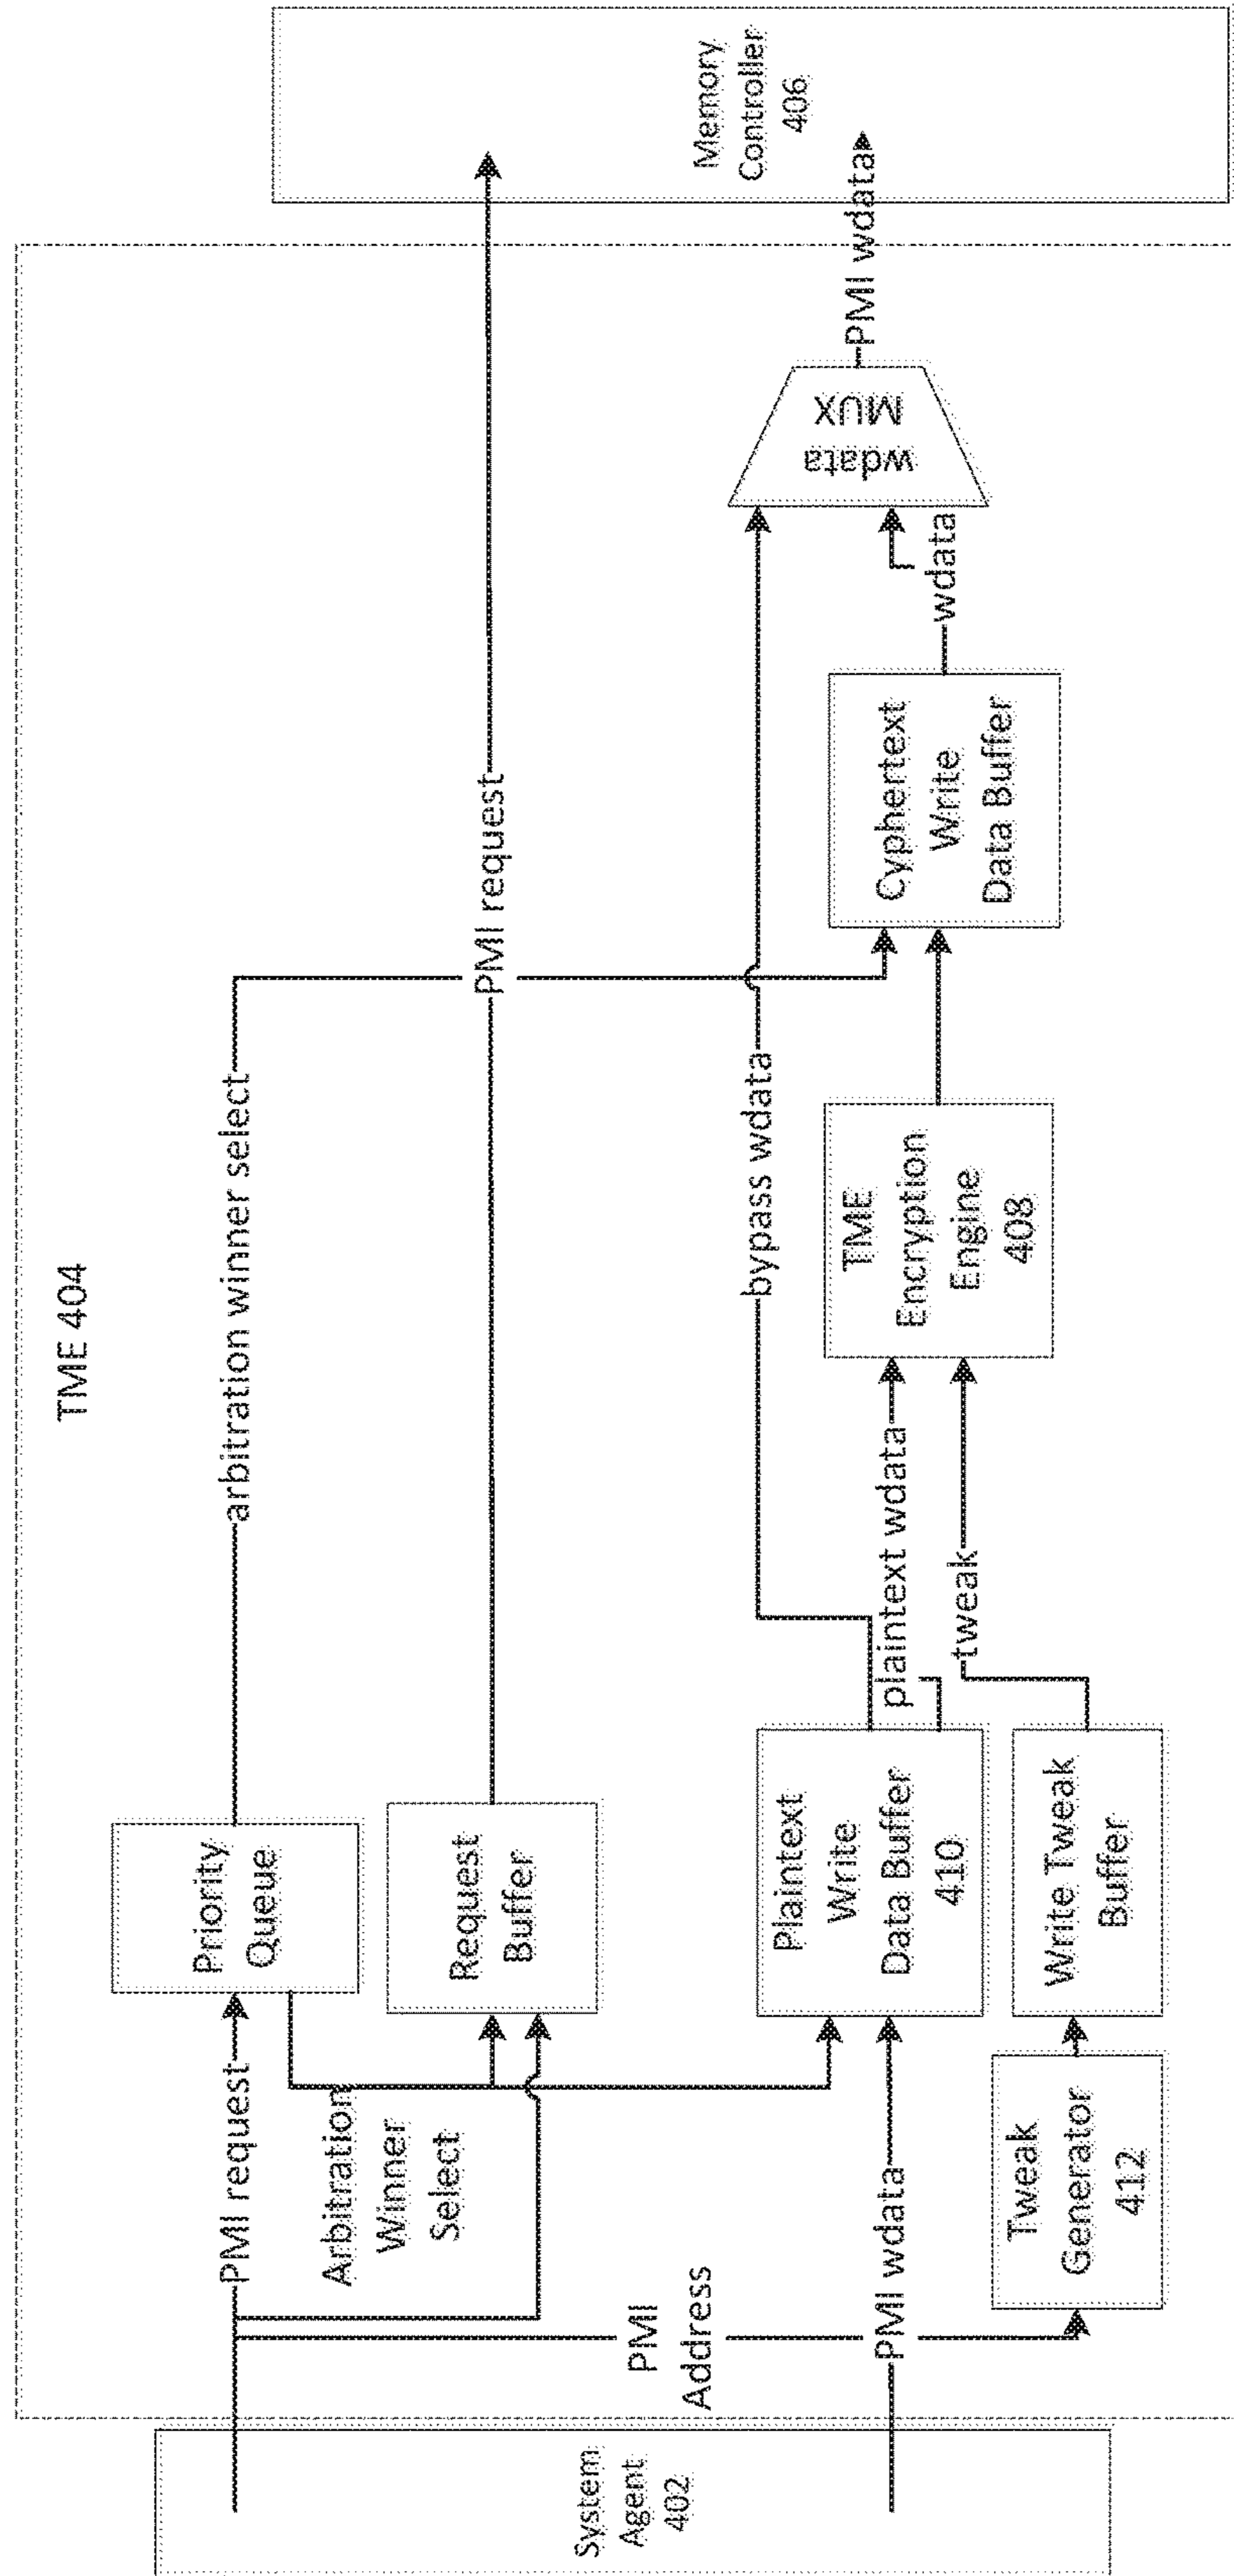 TME 404
System
Agent
402
PMI request
Priority
Queue
arbitration winner select
Arbitration
Winner
Select
Request
Buffer
PMI request
Memory
Controller
406
PMI
Address
PMI wdata
Plaintext
Write
Data Buffer
410
bypass wdata
plaintext wdata
tweak
Tweak
Generator
412
Write Tweak
Buffer
TME
Encryption
Engine
408
Cyphertext
Write
Data Buffer
wdata
wdata
MUX
PMI wdata